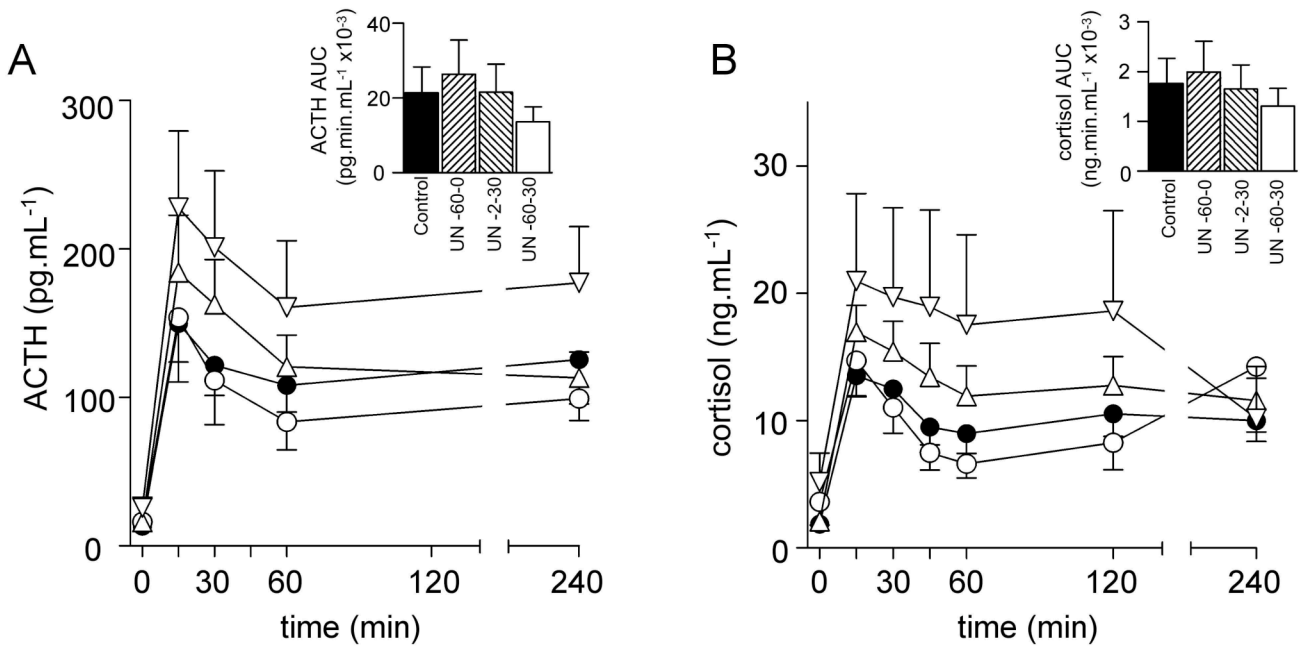 A
ACTH AUC
(pg.min.mL⁻¹ x10⁻³)
40
20
0
Control
UN -60-0
UN -2-30
UN -60-30
ACTH (pg.mL⁻¹)
300
200
100
0
0 30 60 120 240
time (min)
B
cortisol AUC
(ng.min.mL⁻¹ x10⁻³)
3
2
1
0
Control
UN -60-0
UN -2-30
UN -60-30
cortisol (ng.mL⁻¹)
30
20
10
0
0 30 60 120 240
time (min)